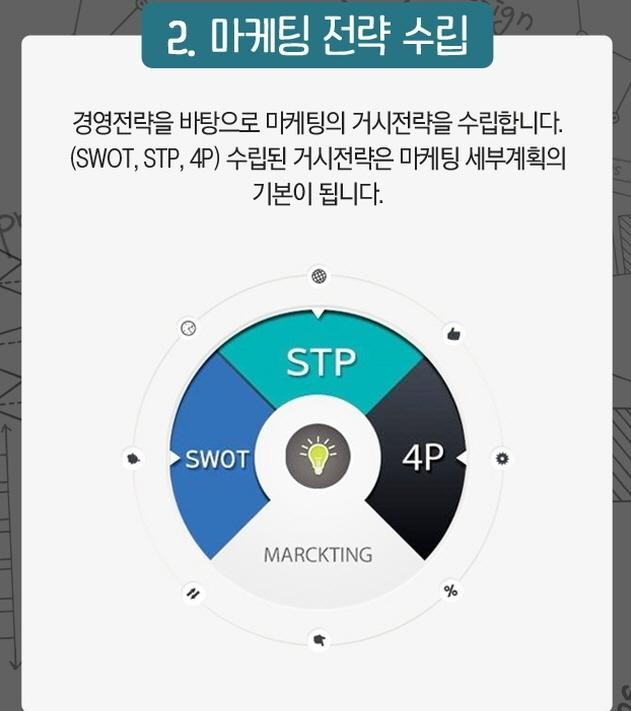 2. 마케팅 전략 수립
경영전략을 바탕으로 마케팅의 거시전략을 수립합니다.
(SWOT, STP, 4P) 수립된 거시전략은 마케팅 세부계획의
기본이 됩니다.
STP
SWOT
4P
MARCKTING
%